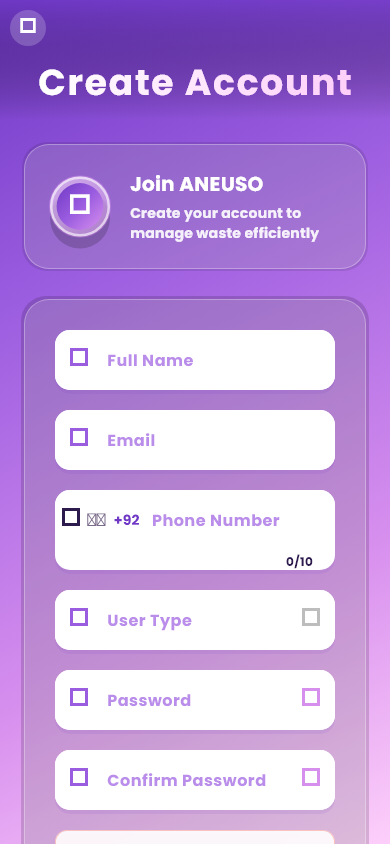 Create Account
Join ANEUSO
Create your account to
manage waste efficiently
Full Name
Email
+92 Phone Number
0/10
User Type
Password
Confirm Password